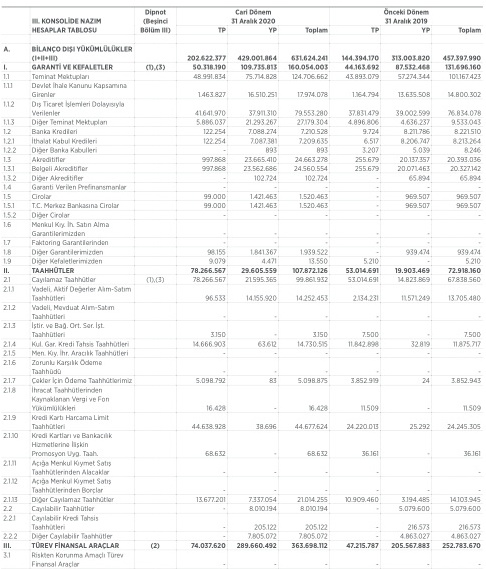 Dipnot Cari Dönem Önceki Dönem
III. KONSOLİDE NAZIM (Beşinci 31 Aralık 2020 31 Aralık 2019
HESAPLAR TABLOSU Bölüm III) TP YP Toplam TP YP Toplam
A. BİLANÇO DIŞI YÜKÜMLÜLÜKLER
(I+II+III) 202.622.377 429.001.864 631.624.241 144.394.170 313.003.820 457.397.990
I. GARANTİ VE KEFALETLER (1),(3) 50.318.190 109.735.813 160.054.003 44.163.692 87.532.468 131.696.160
1.1 Teminat Mektupları 48.991.834 75.714.828 124.706.662 43.893.079 57.274.344 101.167.423
1.1.1 Devlet İhale Kanunu Kapsamına
Girenler 1.463.827 16.510.251 17.974.078 1.164.794 13.635.508 14.800.302
1.1.2 Dış Ticaret İşlemleri Dolayısıyla
Verilenler 41.641.970 37.911.310 79.553.280 37.831.479 39.002.599 76.834.078
1.1.3 Diğer Teminat Mektupları 5.886.037 21.293.267 27.179.304 4.896.806 4.636.237 9.533.043
1.2 Banka Kredileri 122.254 7.088.274 7.210.528 9.724 8.211.786 8.221.510
1.2.1 İthalat Kabul Kredileri 122.254 7.087.381 7.209.635 6.517 8.206.747 8.213.264
1.2.2 Diğer Banka Kabulleri - 893 893 3.207 5.039 8.246
1.3 Akreditifler 997.868 23.665.410 24.663.278 255.679 20.137.357 20.393.036
1.3.1 Belgeli Akreditifler 997.868 23.562.686 24.560.554 255.679 20.071.463 20.327.142
1.3.2 Diğer Akreditifler - 102.724 102.724 - 65.894 65.894
1.4 Garanti Verilen Prefinansmanlar - - - - - -
1.5 Cirolar 99.000 1.421.463 1.520.463 - 969.507 969.507
1.5.1 T.C. Merkez Bankasına Cirolar 99.000 1.421.463 1.520.463 - 969.507 969.507
1.5.2 Diğer Cirolar - - - - - -
1.6 Menkul Kıy. İh. Satın Alma
Garantilerimizden - - - - - -
1.7 Faktoring Garantilerinden - - - - - -
1.8 Diğer Garantilerimizden 98.155 1.841.367 1.939.522 - 939.474 939.474
1.9 Diğer Kefaletlerimizden 9.079 4.471 13.550 5.210 - 5.210
II. TAAHHÜTLER 78.266.567 29.605.559 107.872.126 53.014.691 19.903.469 72.918.160
2.1 Cayılamaz Taahhütler (1),(3) 78.266.567 21.595.365 99.861.932 53.014.691 14.823.869 67.838.560
2.1.1 Vadeli, Aktif Değerler Alım-Satım
Taahhütleri 96.533 14.155.920 14.252.453 2.134.231 11.571.249 13.705.480
2.1.2 Vadeli, Mevduat Alım-Satım
Taahhütleri - - - - - -
2.1.3 İştir. ve Bağ. Ort. Ser. İşt.
Taahhütleri 3.150 - 3.150 7.500 - 7.500
2.1.4 Kul. Gar. Kredi Tahsis Taahhütleri 14.666.903 63.612 14.730.515 11.842.898 32.819 11.875.717
2.1.5 Men. Kıy. İhr. Aracılık Taahhütleri - - - - - -
2.1.6 Zorunlu Karşılık Ödeme
Taahhüdü - - - - - -
2.1.7 Çekler İçin Ödeme Taahhütlerimiz 5.098.792 83 5.098.875 3.852.919 24 3.852.943
2.1.8 İhracat Taahhütlerinden
Kaynaklanan Vergi ve Fon
Yükümlülükleri 16.428 - 16.428 11.509 - 11.509
2.1.9 Kredi Kartı Harcama Limit
Taahhütleri 44.638.928 38.696 44.677.624 24.220.013 25.292 24.245.305
2.1.10 Kredi Kartları ve Bankacılık
Hizmetlerine İlişkin
Promosyon Uyg. Taah. 68.632 - 68.632 36.161 - 36.161
2.1.11 Açığa Menkul Kıymet Satış
Taahhütlerinden Alacaklar - - - - - -
2.1.12 Açığa Menkul Kıymet Satış
Taahhütlerinden Borçlar - - - - - -
2.1.13 Diğer Cayılamaz Taahhütler 13.677.201 7.337.054 21.014.255 10.909.460 3.194.485 14.103.945
2.2 Cayılabilir Taahhütler - 8.010.194 8.010.194 - 5.079.600 5.079.600
2.2.1 Cayılabilir Kredi Tahsis
Taahhütleri - 205.122 205.122 - 216.573 216.573
2.2.2 Diğer Cayılabilir Taahhütler - 7.805.072 7.805.072 - 4.863.027 4.863.027
III. TÜREV FİNANSAL ARAÇLAR (2) 74.037.620 289.660.492 363.698.112 47.215.787 205.567.883 252.783.670
3.1 Riskten Korunma Amaçlı Türev
Finansal Araçlar - - - - - -